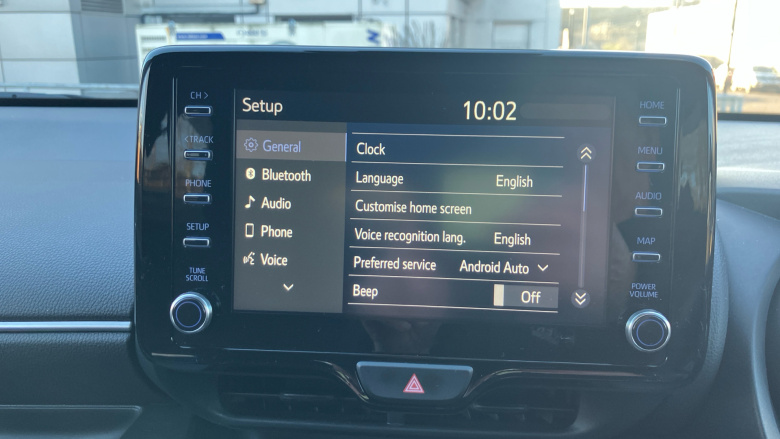 CH >
< TRACK
PHONE
SETUP
TUNE
SCROLL
Setup
10:02
General
Bluetooth
Audio
Phone
Voice
Clock
Language English
Customise home screen
Voice recognition lang. English
Preferred service Android Auto
Beep Off
HOME
MENU
AUDIO
MAP
POWER
VOLUME